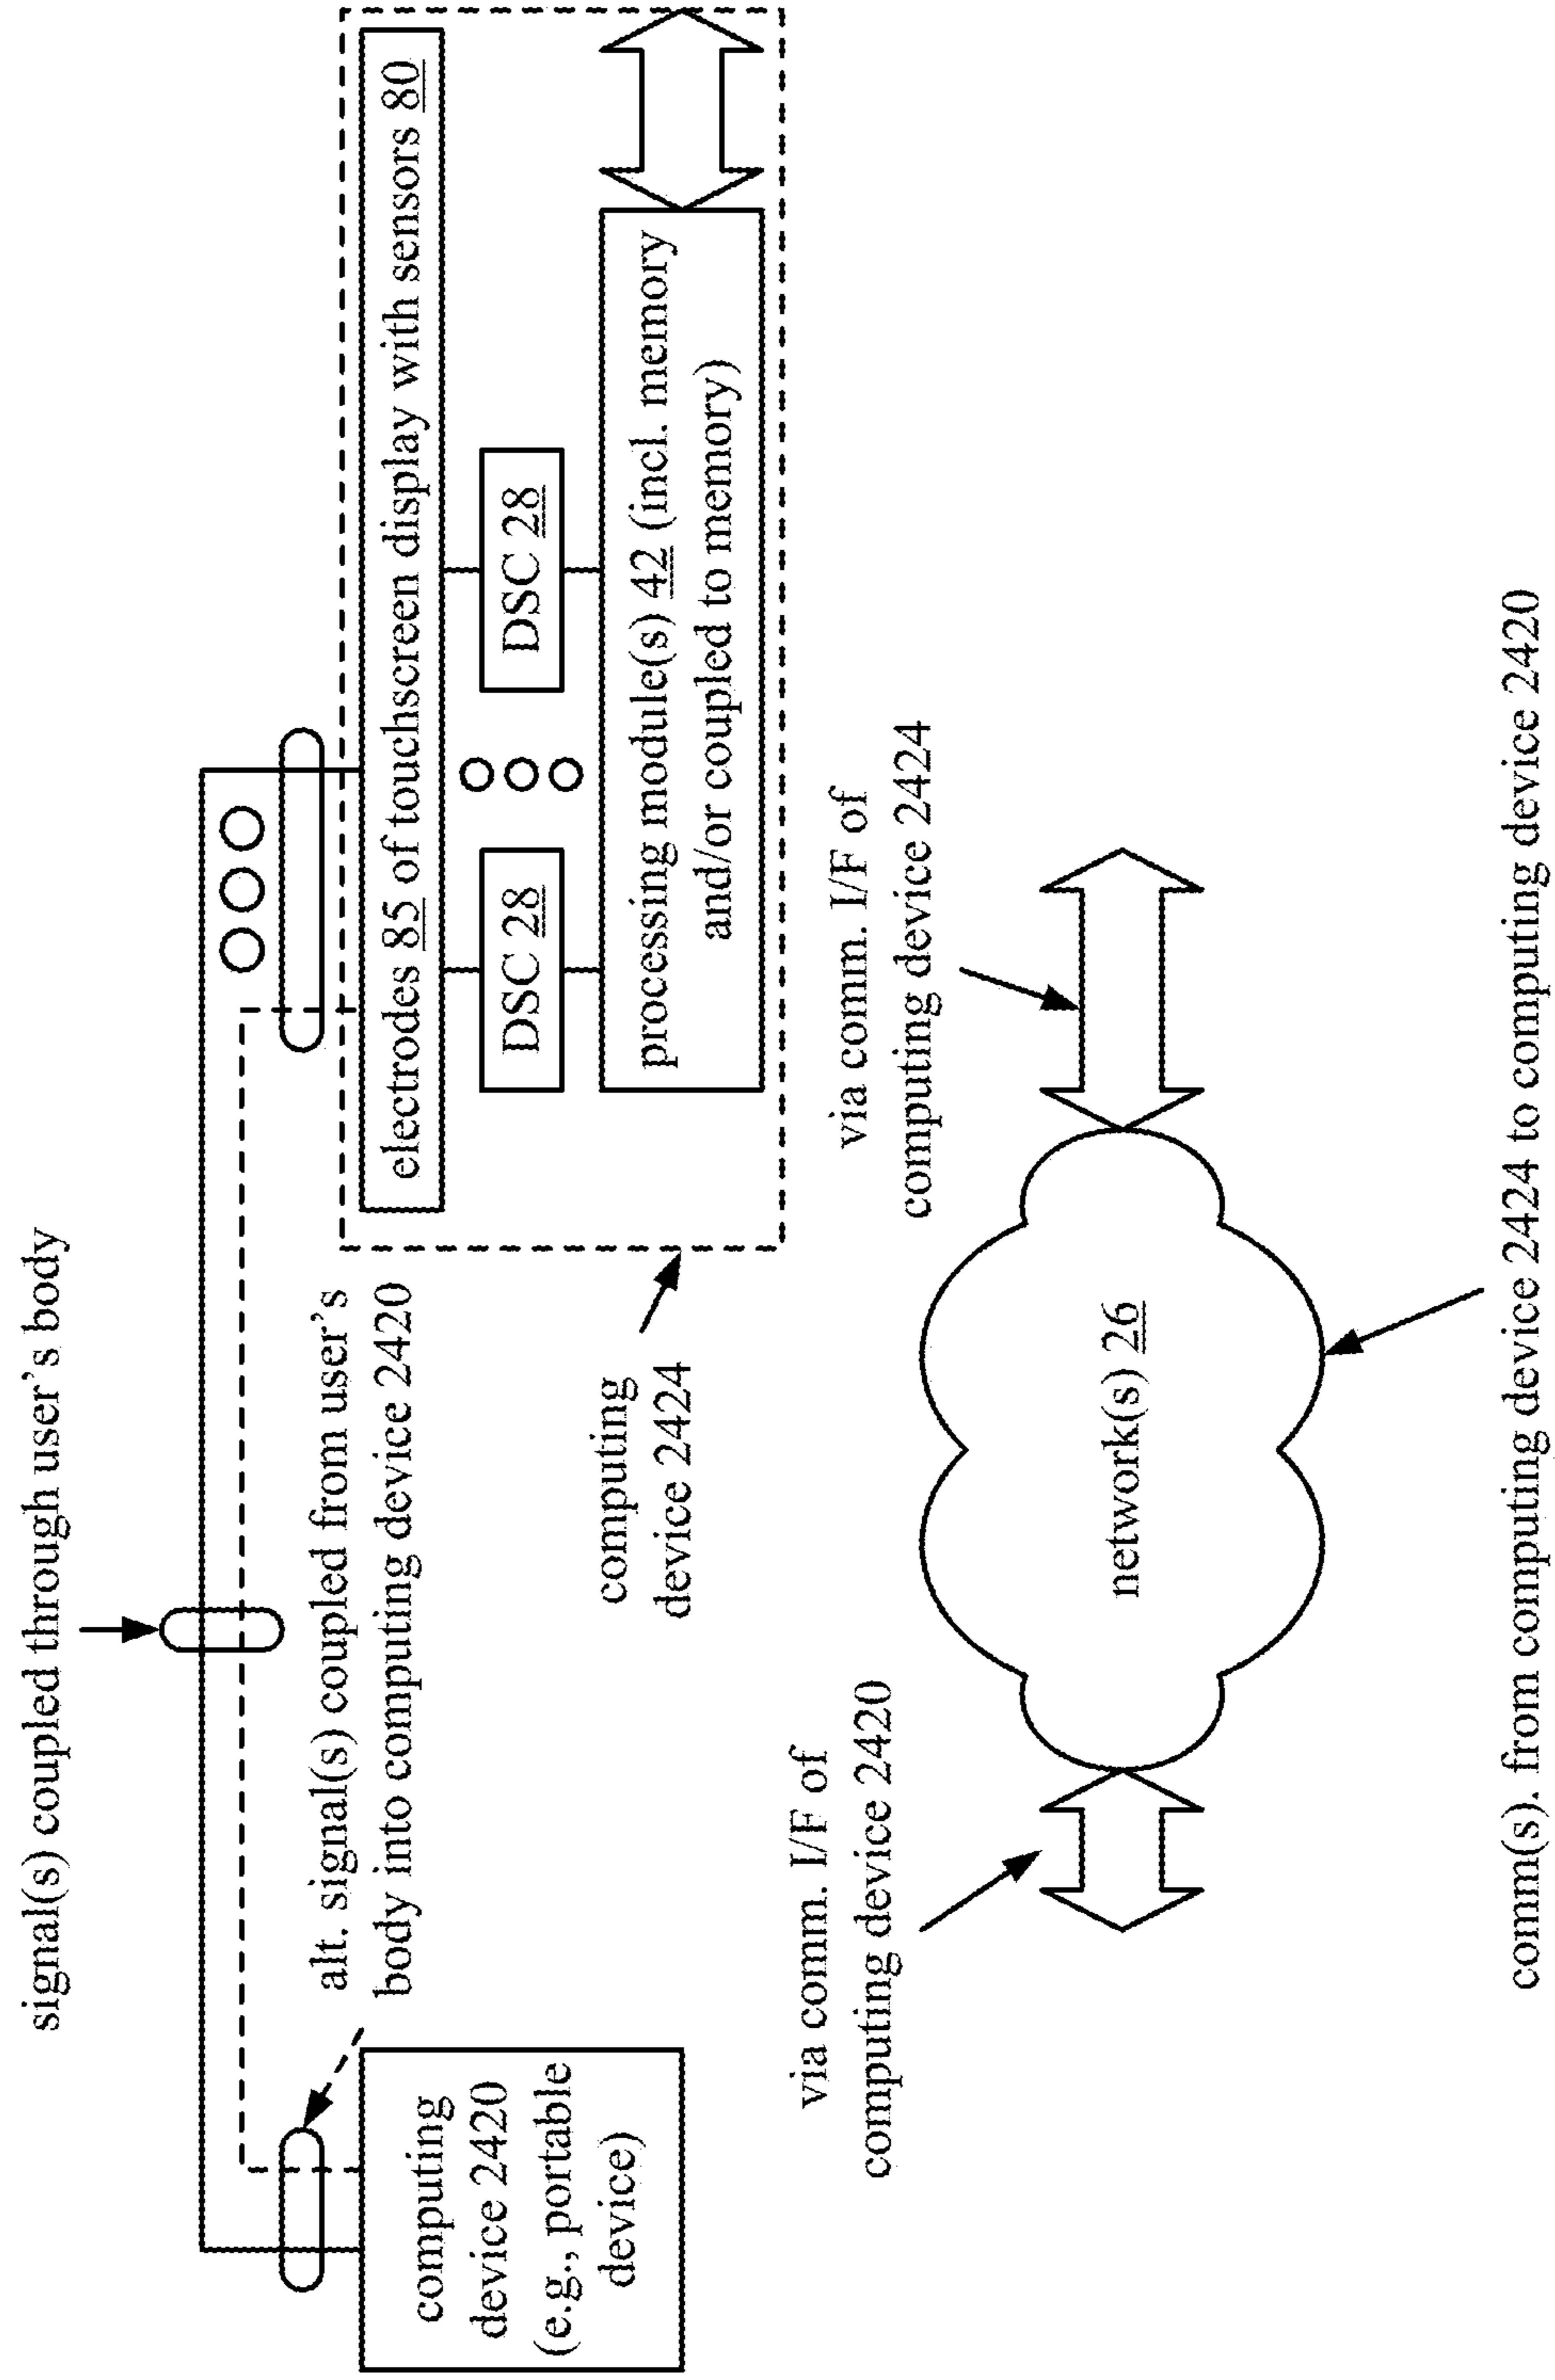 signal(s) coupled through user's body
alt. signal(s) coupled from user's
body into computing device 2420
computing
device 2420
(e.g., portable
device)
computing
device 2424
electrodes 85 of touchscreen display with sensors 80
DSC 28
DSC 28
processing module(s) 42 (incl. memory
and/or coupled to memory)
via comm. I/F of
computing device 2420
network(s) 26
via comm. I/F of
computing device 2424
comm(s). from computing device 2424 to computing device 2420